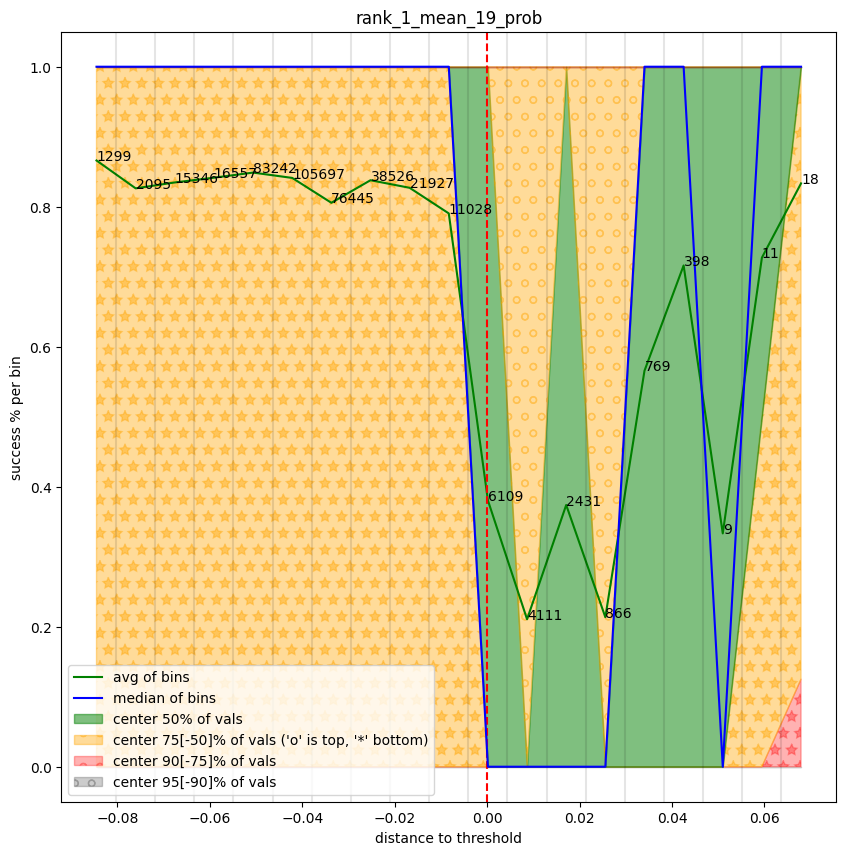 rank_1_mean_19_prob
1.0
0.8
0.6
0.4
0.2
0.0
success % per bin
1299
2095
15346
16557
83242
105697
76445
38526
21927
11028
6109
4111
2431
866
769
398
9
11
18
avg of bins
median of bins
center 50% of vals
center 75[-50]% of vals ('o' is top, '*' bottom)
center 90[-75]% of vals
center 95[-90]% of vals
−0.08 −0.06 −0.04 −0.02 0.00 0.02 0.04 0.06
distance to threshold